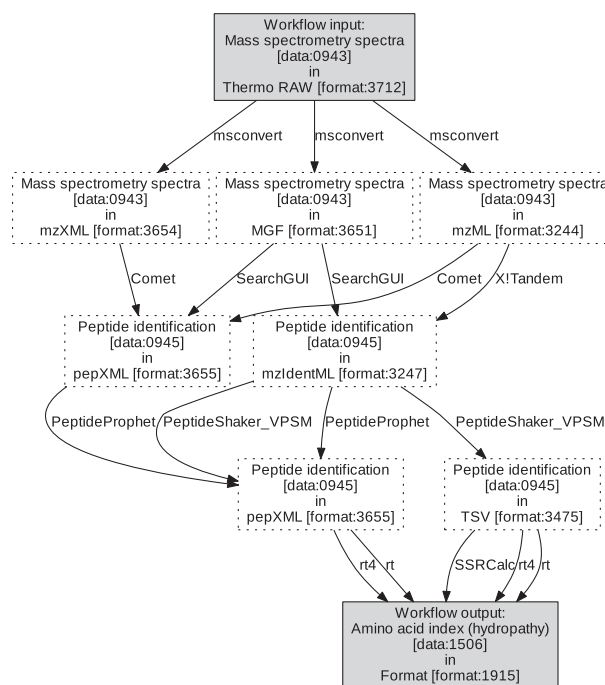 Workflow input:
Mass spectrometry spectra
[data:0943]
in
Thermo RAW [format:3712]
msconvert
msconvert
msconvert
Mass spectrometry spectra
[data:0943]
in
mzXML [format:3654]
Mass spectrometry spectra
[data:0943]
in
MGF [format:3651]
Mass spectrometry spectra
[data:0943]
in
mzML [format:3244]
Comet
SearchGUI
SearchGUI
Comet
X!Tandem
Peptide identification
[data:0945]
in
pepXML [format:3655]
Peptide identification
[data:0945]
in
mzIdentML [format:3247]
PeptideProphet
PeptideShaker_VPSM
PeptideProphet
PeptideShaker_VPSM
Peptide identification
[data:0945]
in
pepXML [format:3655]
Peptide identification
[data:0945]
in
TSV [format:3475]
rt4
rt
SSRCalc
rt4
rt
Workflow output:
Amino acid index (hydropathy)
[data:1506]
in
Format [format:1915]